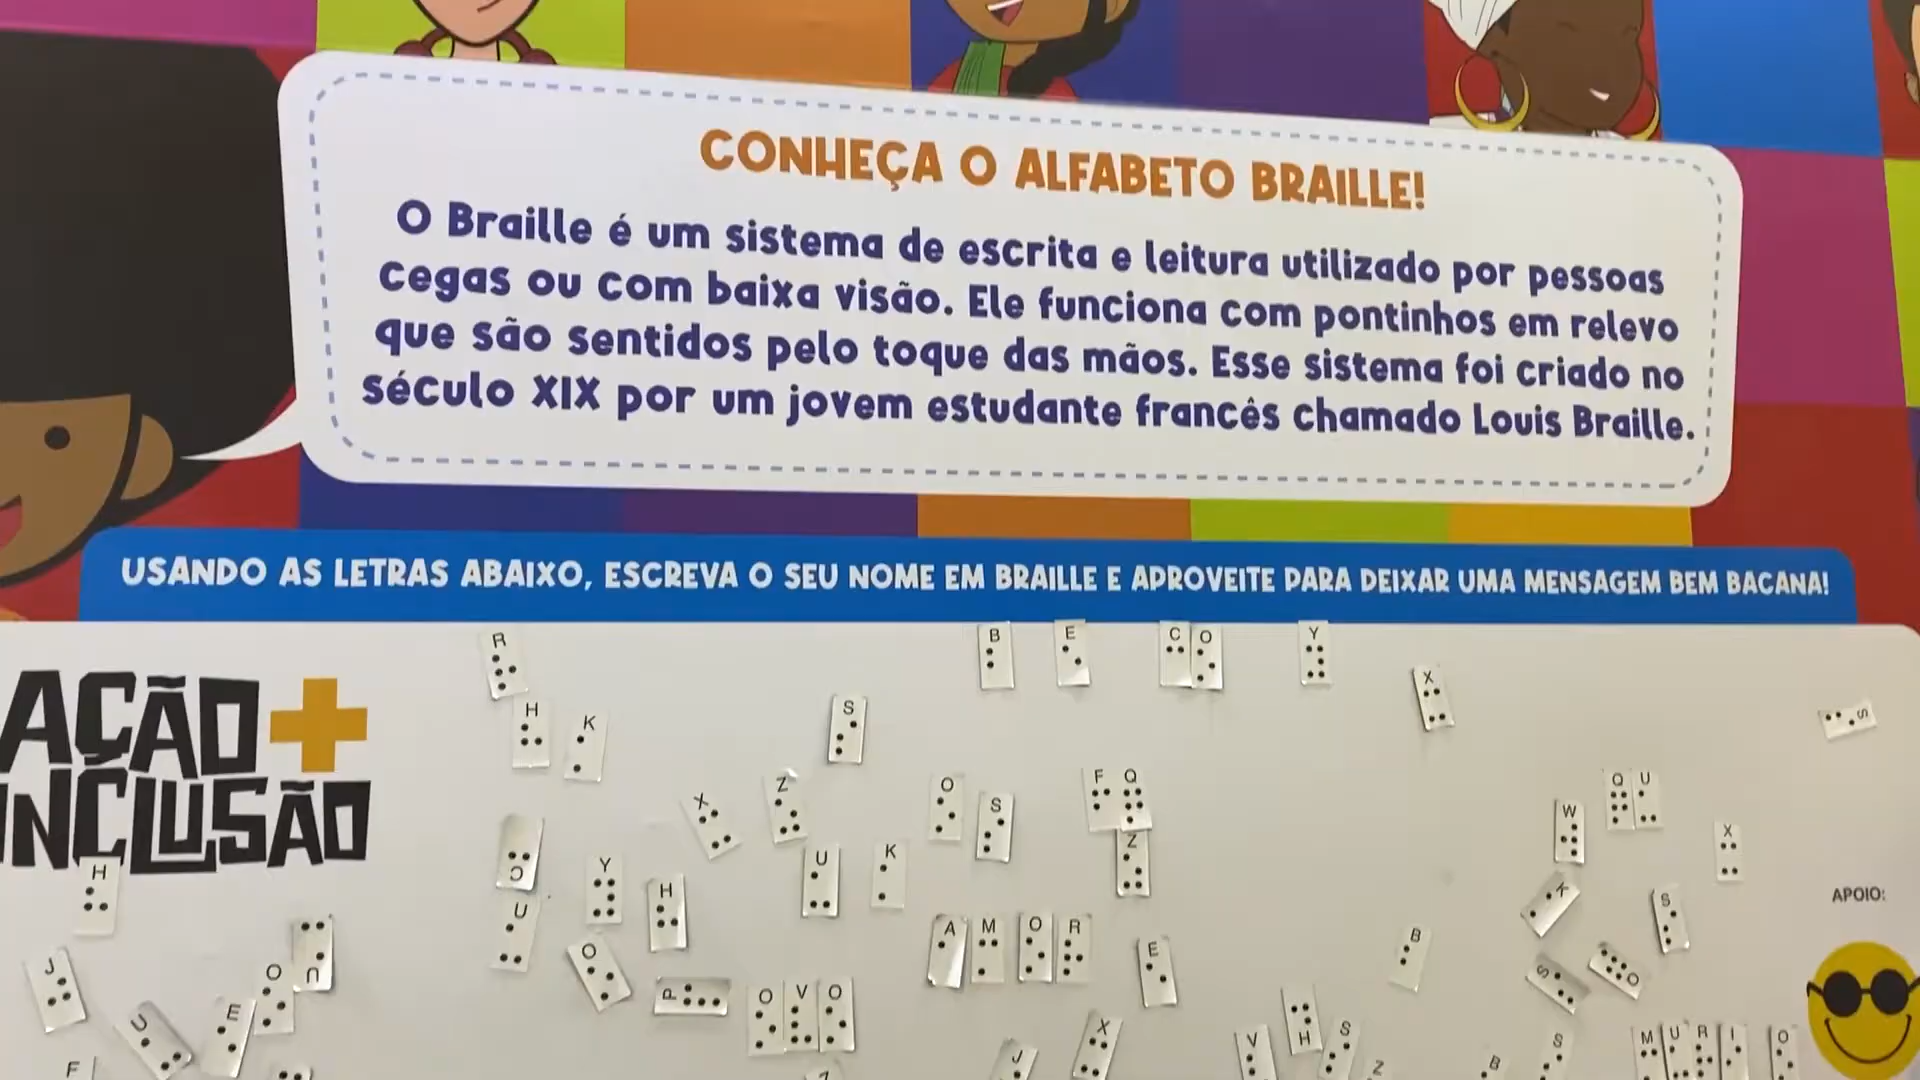 CONHEÇA O ALFABETO BRAILLE!
O Braille é um sistema de escrita e leitura utilizado por pessoas
cegas ou com baixa visão. Ele funciona com pontinhos em relevo
que são sentidos pelo toque das mãos. Esse sistema foi criado no
século XIX por um jovem estudante francês chamado Louis Braille.
USANDO AS LETRAS ABAIXO, ESCREVA O SEU NOME EM BRAILLE E APROVEITE PARA DEIXAR UMA MENSAGEM BEM BACANA!
AÇÃO+
INCLUSÃO
R
B
E
C O
Y
X
S
H
K
S
X
Z
O
S
F Q
Z
Q U
W
X
C
Y
H
U
K
K
S
H
U
A M O R
E
B
APOIO:
J
U
O
O
P
O V O
S
O
U
E
X
J
V
H
S
Z
B
S
M U R I O
F